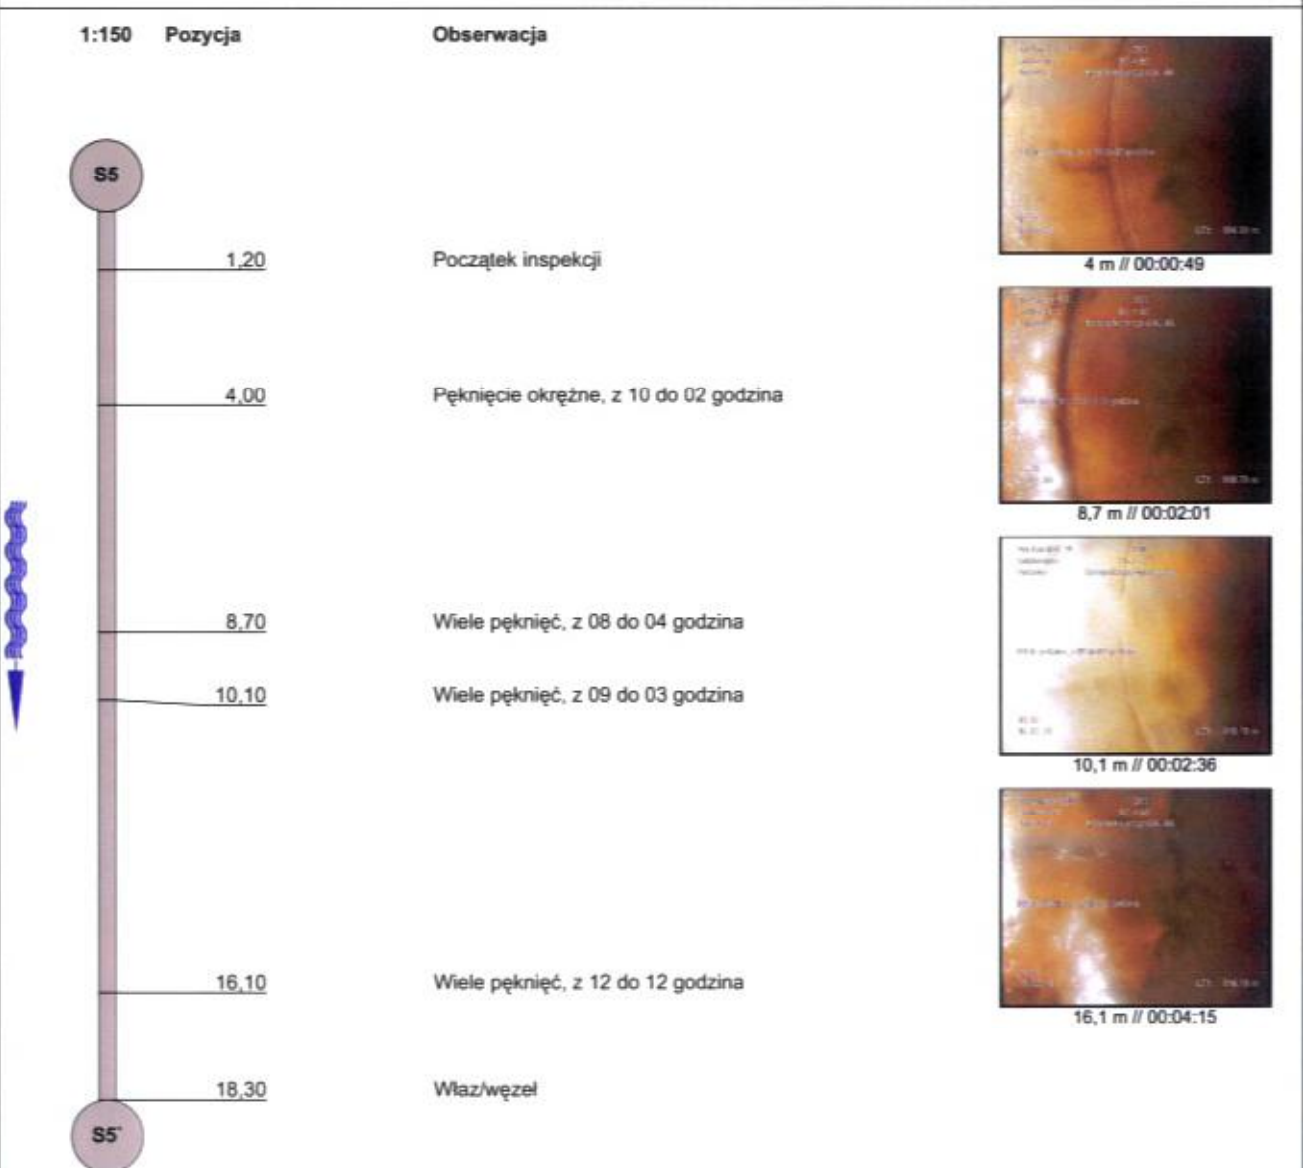 1:150 Pozycja Obserwacja
S5
1,20 Początek inspekcji
4 m // 00:00:49
4,00 Pęknięcie okrężne, z 10 do 02 godzina
8,7 m // 00:02:01
8,70 Wiele pęknięć, z 08 do 04 godzina
10,10 Wiele pęknięć, z 09 do 03 godzina
10,1 m // 00:02:36
16,10 Wiele pęknięć, z 12 do 12 godzina
16,1 m // 00:04:15
18,30 Właz/węzeł
S5`